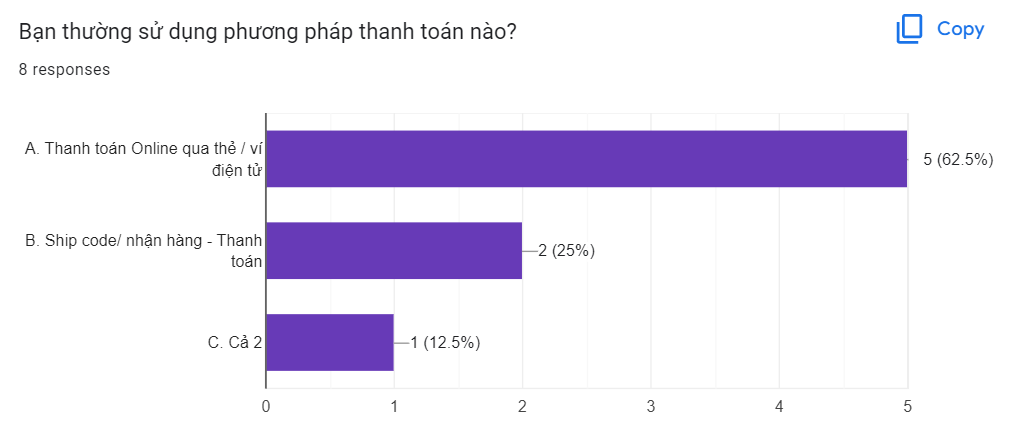 Bạn thường sử dụng phương pháp thanh toán nào?
Copy
8 responses
A. Thanh toán Online qua thẻ / ví
điện tử
5 (62.5%)
B. Ship code/ nhận hàng - Thanh
toán
2 (25%)
C. Cả 2
1 (12.5%)
0 1 2 3 4 5